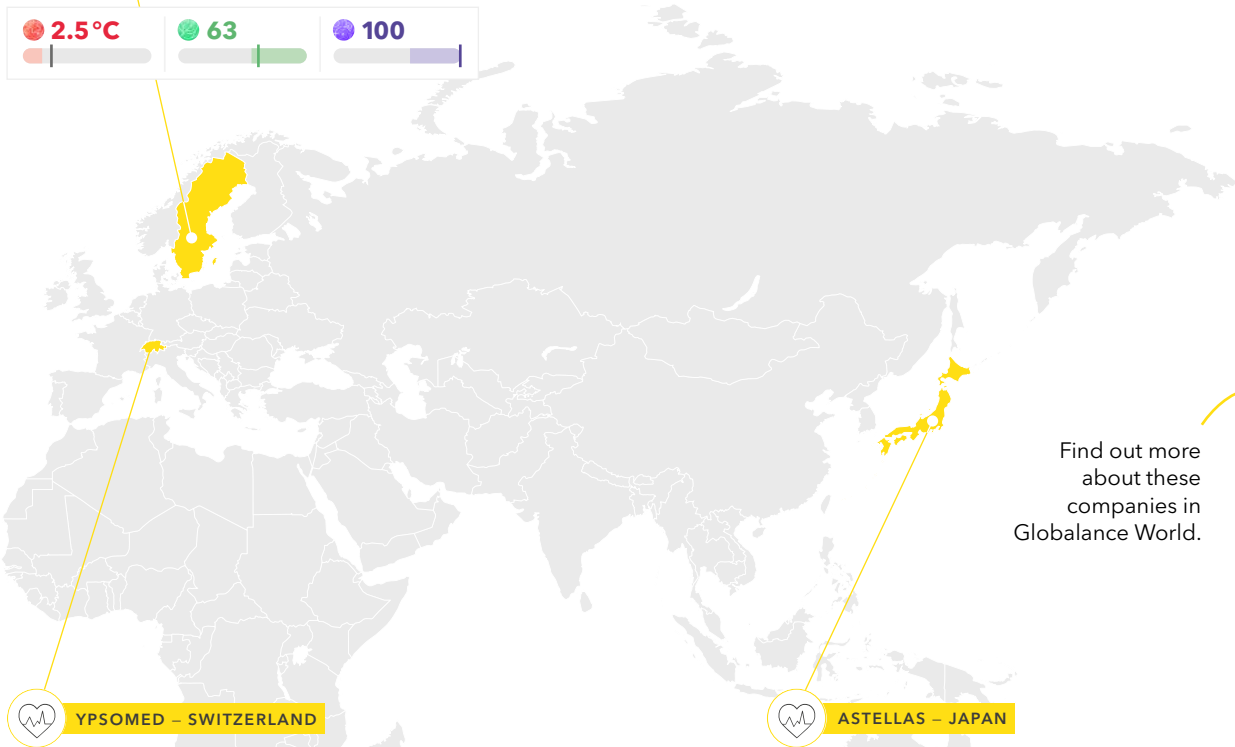 2.5 °C
63
100
Find out more
about these
companies in
Globalance World.
YPSOMED – SWITZERLAND
ASTELLAS – JAPAN